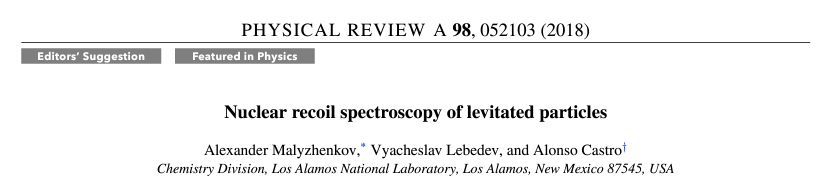 PHYSICAL REVIEW A 98, 052103 (2018)
Editors' Suggestion Featured in Physics
Nuclear recoil spectroscopy of levitated particles
Alexander Malyzhenkov,* Vyacheslav Lebedev, and Alonso Castro†
Chemistry Division, Los Alamos National Laboratory, Los Alamos, New Mexico 87545, USA